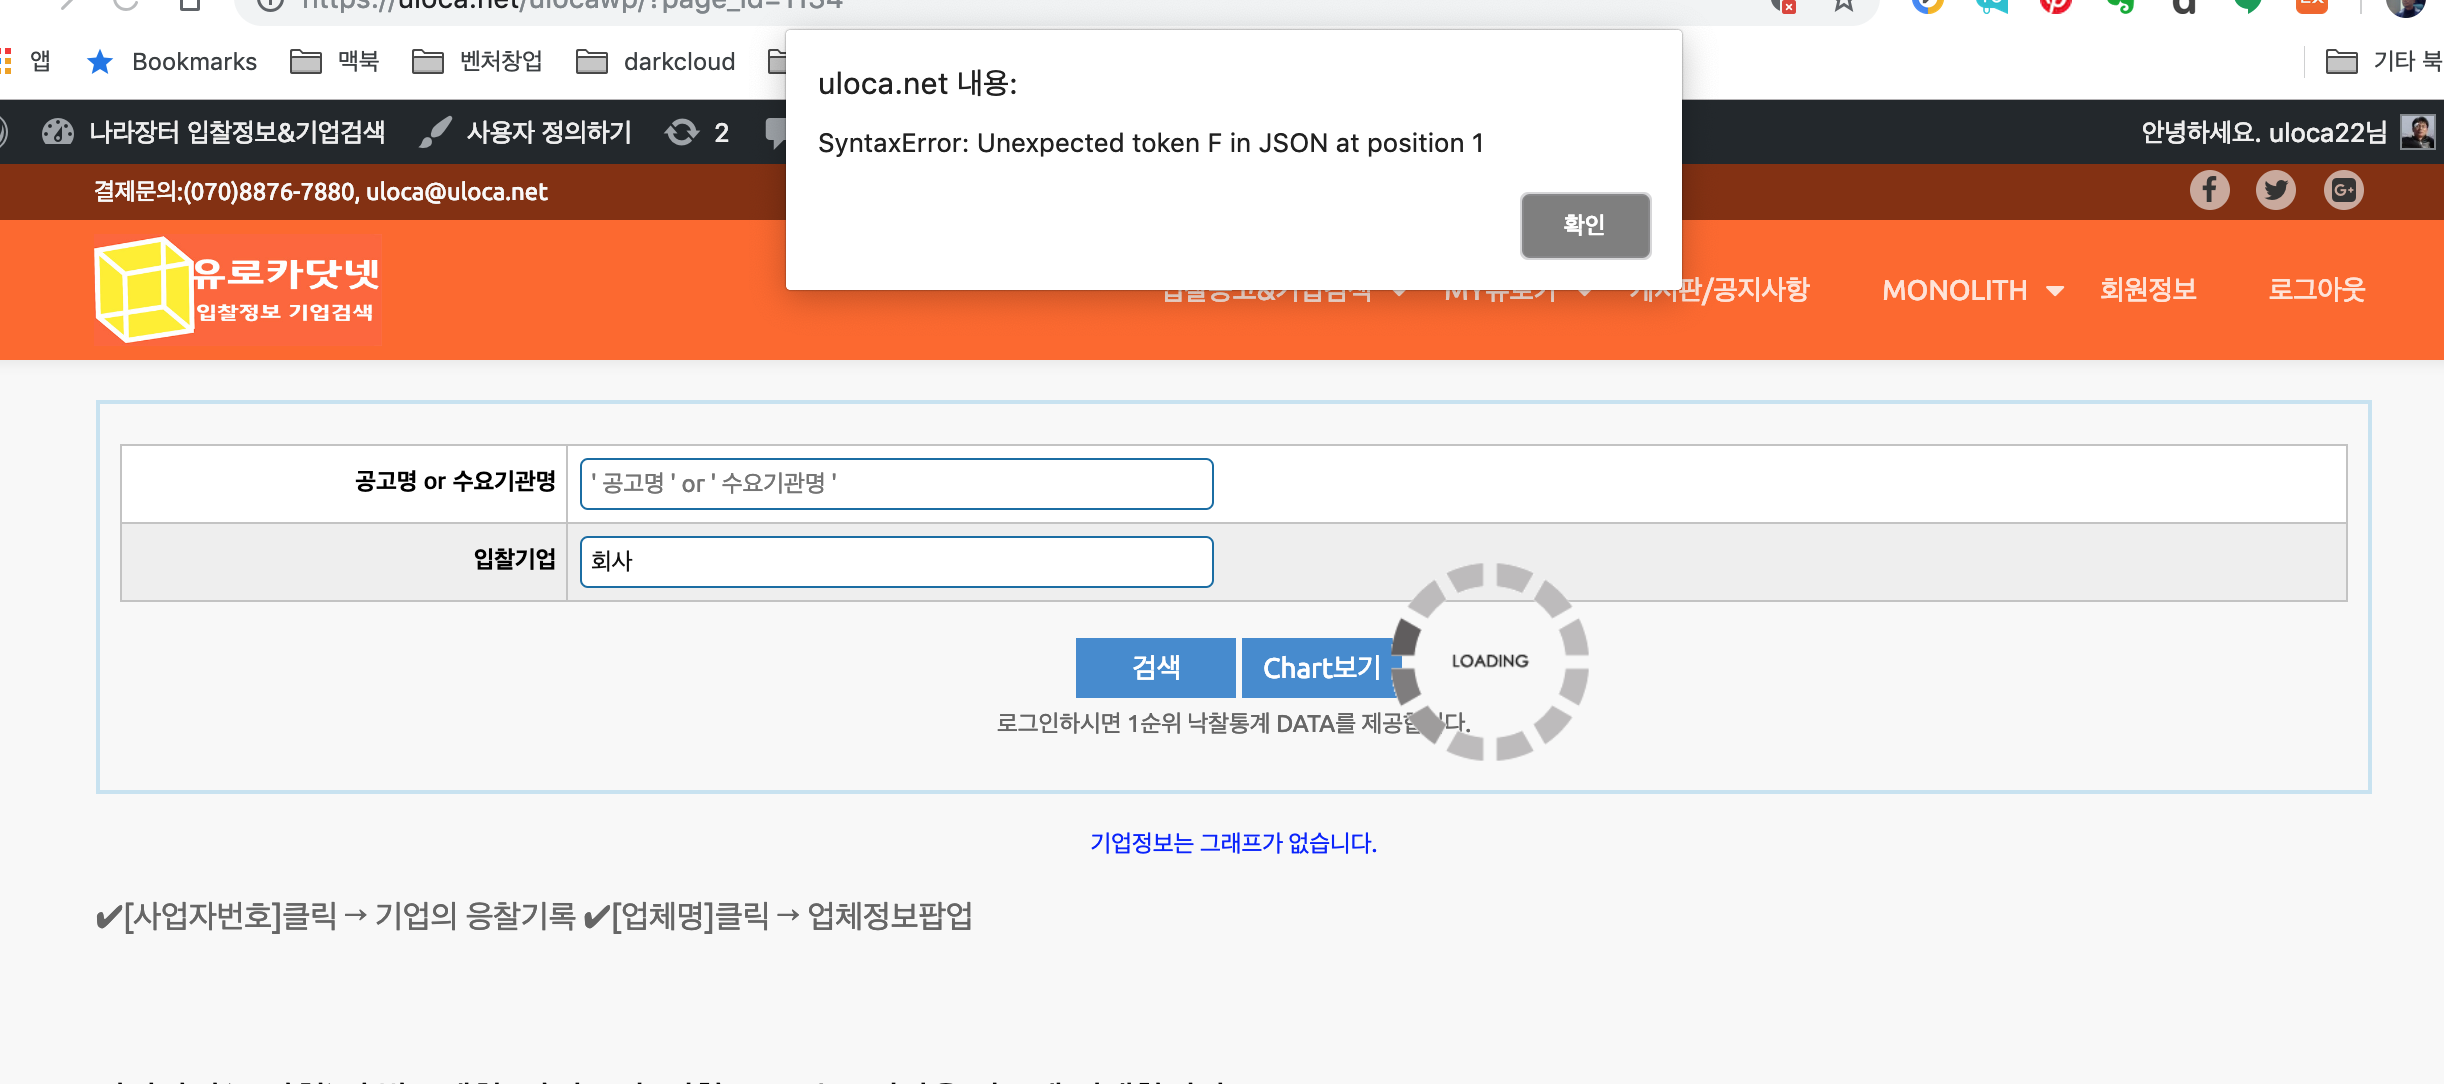 https://uloca.net/ulocawp/?page_id=1134
앱 Bookmarks 맥북 벤처창업 darkcloud 기타 북
uloca.net 내용:
SyntaxError: Unexpected token F in JSON at position 1
확인
나라장터 입찰정보&기업검색 사용자 정의하기 2 안녕하세요. uloca22님
결제문의:(070)8876-7880, uloca@uloca.net
유로카닷넷
입찰정보 기업검색
입찰공고&기업검색 MY유로카 게시판/공지사항 MONOLITH 회원정보 로그아웃
공고명 or 수요기관명 ' 공고명 ' or ' 수요기관명 '
입찰기업 회사
LOADING
검색 Chart보기
로그인하시면 1순위 낙찰통계 DATA를 제공합니다.
기업정보는 그래프가 없습니다.
✔[사업자번호]클릭 → 기업의 응찰기록 ✔[업체명]클릭 → 업체정보팝업